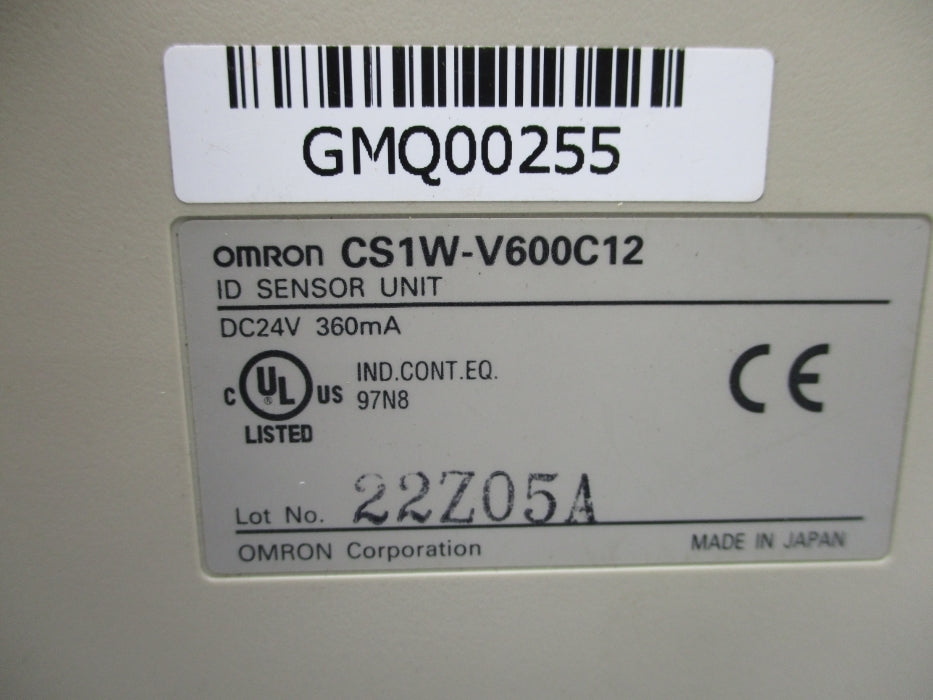 GMQ00255
omron CS1W-V600C12
ID SENSOR UNIT
DC24V 360mA
C UL ® US IND.CONT.EQ.
97N8
LISTED
CE
Lot No. 22Z05A
OMRON Corporation MADE IN JAPAN